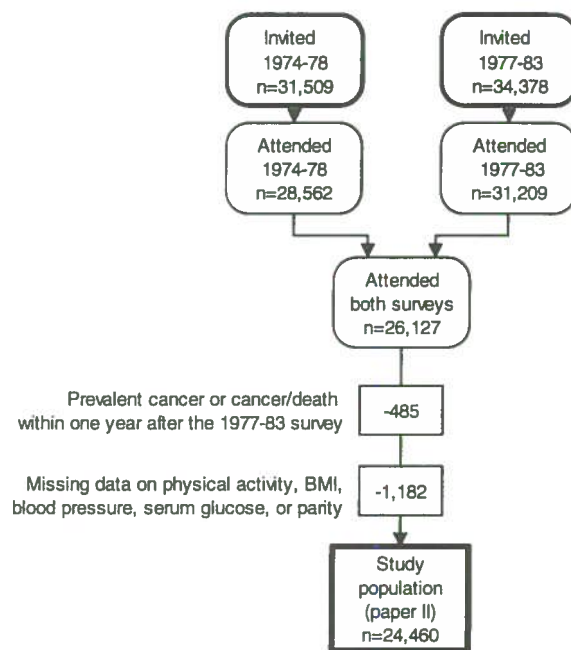 Invited
1974-78
n=31,509
Invited
1977-83
n=34,378
Attended
1974-78
n=28,562
Attended
1977-83
n=31,209
Attended
both surveys
n=26,127
Prevalent cancer or cancer/death
within one year after the 1977-83 survey
-485
Missing data on physical activity, BMI,
blood pressure, serum glucose, or parity
-1,182
Study
population
(paper II)
n=24,460